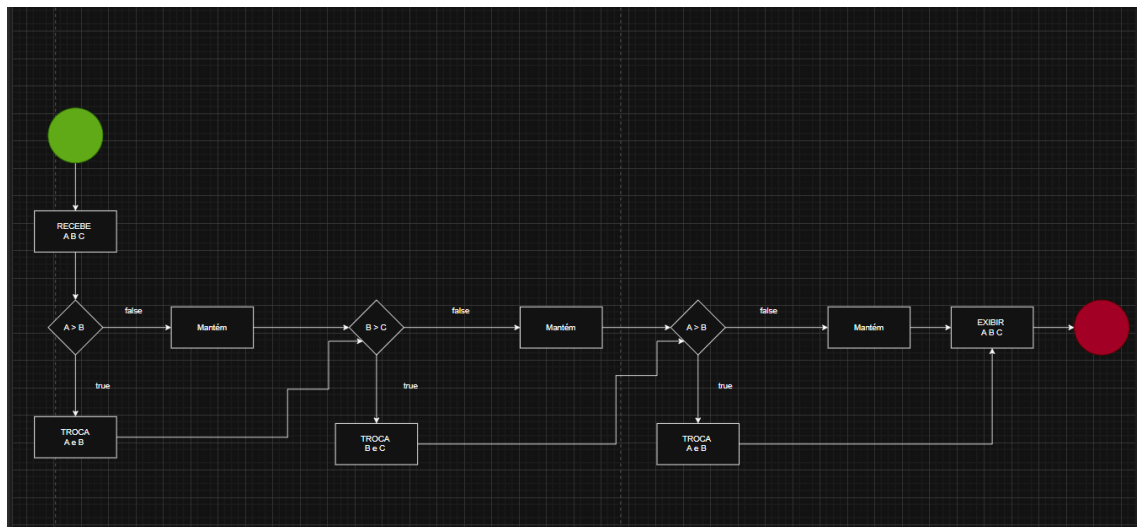 RECEBE
A B C
A > B
false
Mantém
B > C
false
Mantém
A > B
false
Mantém
EXIBIR
A B C
true
true
true
TROCA
A e B
TROCA
B e C
TROCA
A e B